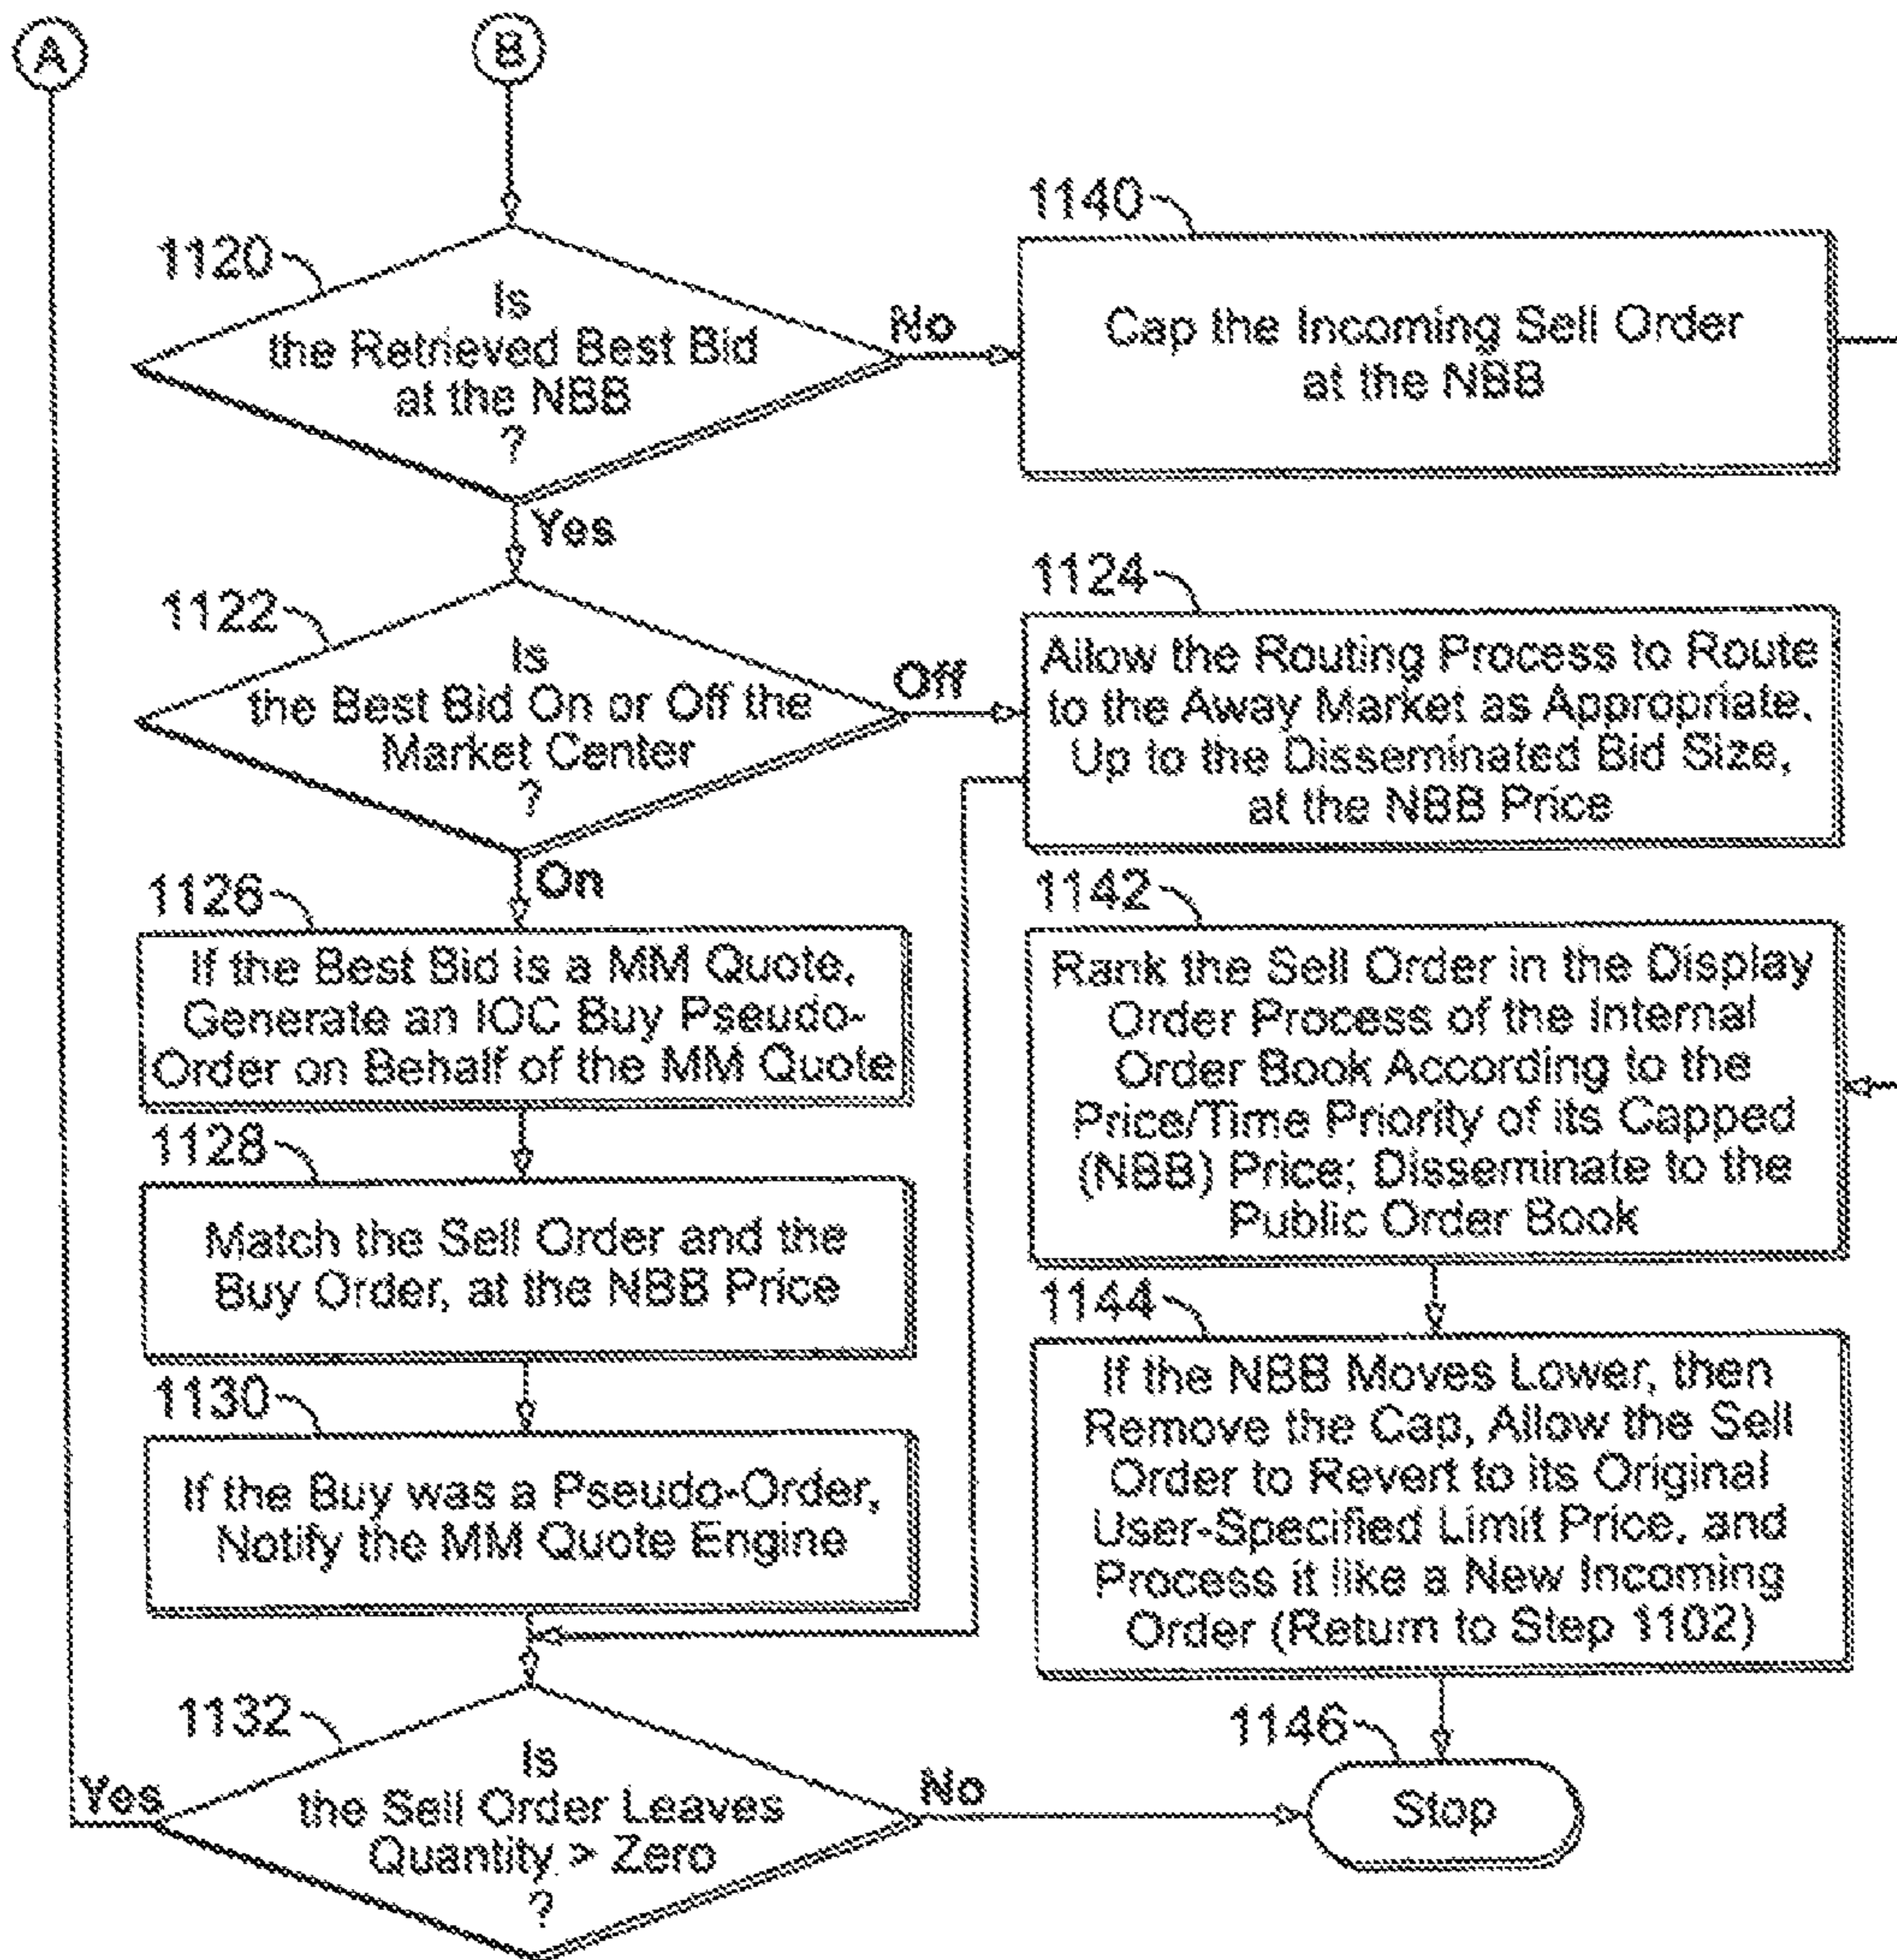 A
B
1120
Is
the Retrieved Best Bid
at the NBB
?
No
Yes
1140
Cap the Incoming Sell Order
at the NBB
1122
Is
the Best Bid On or Off the
Market Center
?
Off
On
1124
Allow the Routing Process to Route
to the Away Market as Appropriate,
Up to the Disseminated Bid Size,
at the NBB Price
1126
If the Best Bid is a MM Quote,
Generate an IOC Buy Pseudo-
Order on Behalf of the MM Quote
1142
Rank the Sell Order in the Display
Order Process of the Internal
Order Book According to the
Price/Time Priority of its Capped
(NBB) Price; Disseminate to the
Public Order Book
1128
Match the Sell Order and the
Buy Order, at the NBB Price
1130
If the Buy was a Pseudo-Order,
Notify the MM Quote Engine
1144
If the NBB Moves Lower, then
Remove the Cap, Allow the Sell
Order to Revert to its Original
User-Specified Limit Price, and
Process it like a New Incoming
Order (Return to Step 1102)
1132
Is
the Sell Order Leaves
Quantity > Zero
?
Yes
No
1146
Stop